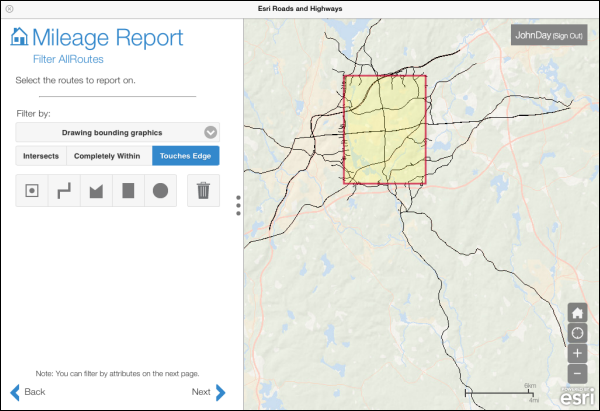 Esri Roads and Highways
Mileage Report
Filter AllRoutes
Select the routes to report on.
Filter by:
Drawing bounding graphics
Intersects Completely Within Touches Edge
Note: You can filter by attributes on the next page.
Back Next
JohnDay (Sign Out)
6km
4mi
esri